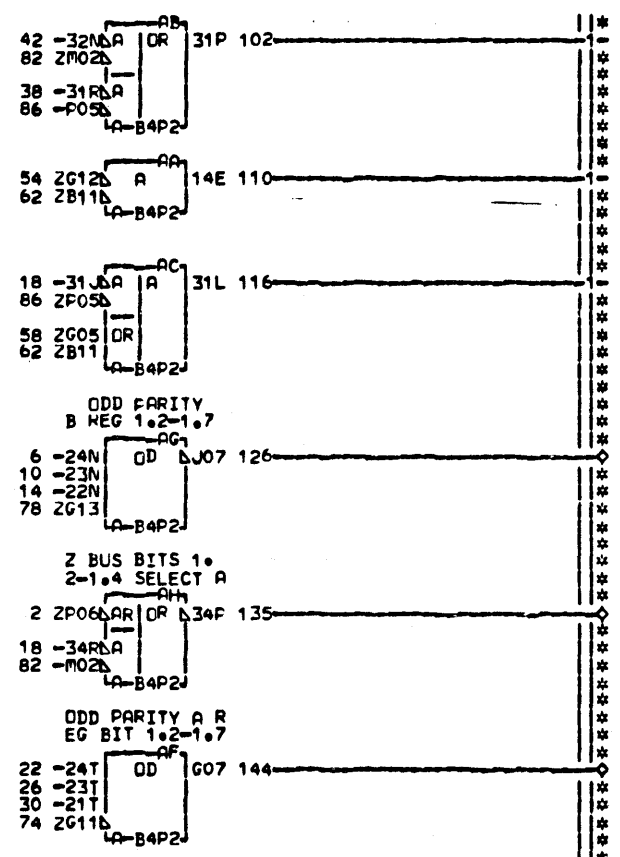 AB
42 -32N A OR 31P 102 1
82 ZM02
38 -31R A
86 -P05
A-B4P2
AA
54 ZG12 A 14E 110 1
62 ZB11
A-B4P2
AC
18 -31J A A 31L 116 1
86 ZP05
58 ZG05 OR
62 ZB11
A-B4P2
ODD PARITY
B REG 1.2-1.7
AG
6 -24N OD J07 126
10 -23N
14 -22N
78 ZG13
A-B4P2
Z BUS BITS 1.
2-1.4 SELECT A
AH
2 ZP06 AR OR 34P 135
18 -34R A
82 -M02
A-B4P2
ODD PARITY A R
EG BIT 1.2-1.7
AF
22 -24T OD G07 144
26 -23T
30 -21T
74 ZG11
A-B4P2